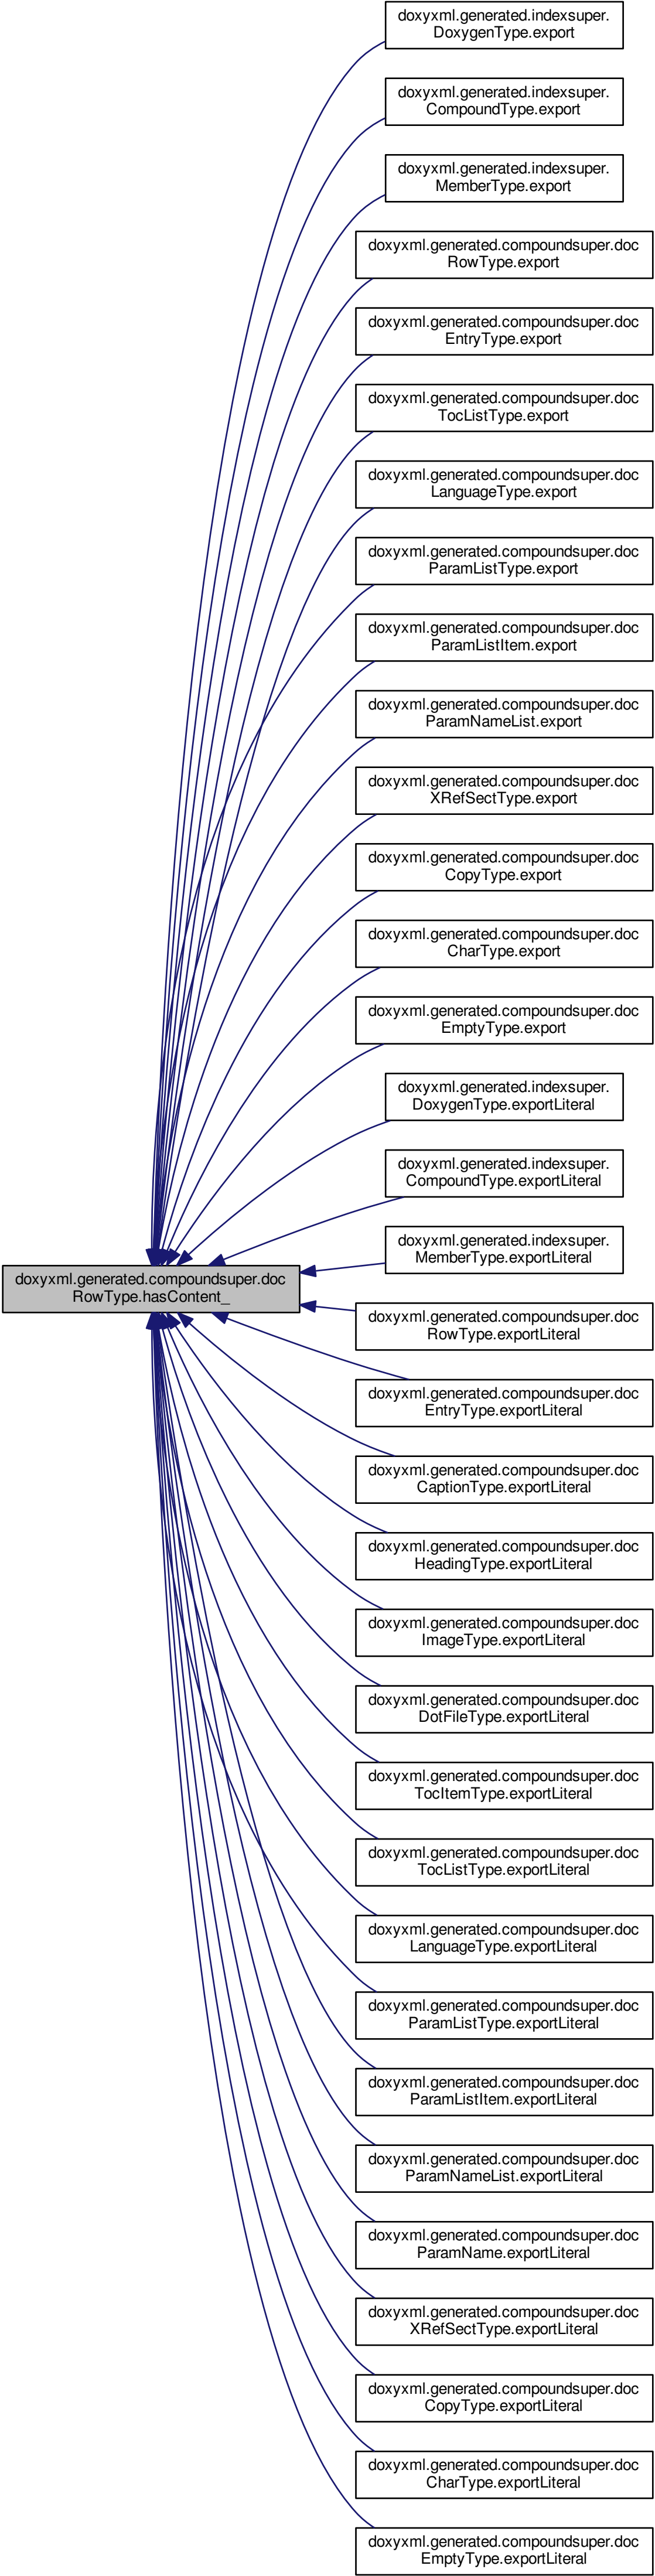 doxyxml.generated.indexsuper.
DoxygenType.export
doxyxml.generated.indexsuper.
CompoundType.export
doxyxml.generated.indexsuper.
MemberType.export
doxyxml.generated.compoundsuper.doc
RowType.export
doxyxml.generated.compoundsuper.doc
EntryType.export
doxyxml.generated.compoundsuper.doc
TocListType.export
doxyxml.generated.compoundsuper.doc
LanguageType.export
doxyxml.generated.compoundsuper.doc
ParamListType.export
doxyxml.generated.compoundsuper.doc
ParamListItem.export
doxyxml.generated.compoundsuper.doc
ParamNameList.export
doxyxml.generated.compoundsuper.doc
XRefSectType.export
doxyxml.generated.compoundsuper.doc
CopyType.export
doxyxml.generated.compoundsuper.doc
CharType.export
doxyxml.generated.compoundsuper.doc
EmptyType.export
doxyxml.generated.indexsuper.
DoxygenType.exportLiteral
doxyxml.generated.indexsuper.
CompoundType.exportLiteral
doxyxml.generated.indexsuper.
MemberType.exportLiteral
doxyxml.generated.compoundsuper.doc
RowType.hasContent_
doxyxml.generated.compoundsuper.doc
RowType.exportLiteral
doxyxml.generated.compoundsuper.doc
EntryType.exportLiteral
doxyxml.generated.compoundsuper.doc
CaptionType.exportLiteral
doxyxml.generated.compoundsuper.doc
HeadingType.exportLiteral
doxyxml.generated.compoundsuper.doc
ImageType.exportLiteral
doxyxml.generated.compoundsuper.doc
DotFileType.exportLiteral
doxyxml.generated.compoundsuper.doc
TocItemType.exportLiteral
doxyxml.generated.compoundsuper.doc
TocListType.exportLiteral
doxyxml.generated.compoundsuper.doc
LanguageType.exportLiteral
doxyxml.generated.compoundsuper.doc
ParamListType.exportLiteral
doxyxml.generated.compoundsuper.doc
ParamListItem.exportLiteral
doxyxml.generated.compoundsuper.doc
ParamNameList.exportLiteral
doxyxml.generated.compoundsuper.doc
ParamName.exportLiteral
doxyxml.generated.compoundsuper.doc
XRefSectType.exportLiteral
doxyxml.generated.compoundsuper.doc
CopyType.exportLiteral
doxyxml.generated.compoundsuper.doc
CharType.exportLiteral
doxyxml.generated.compoundsuper.doc
EmptyType.exportLiteral